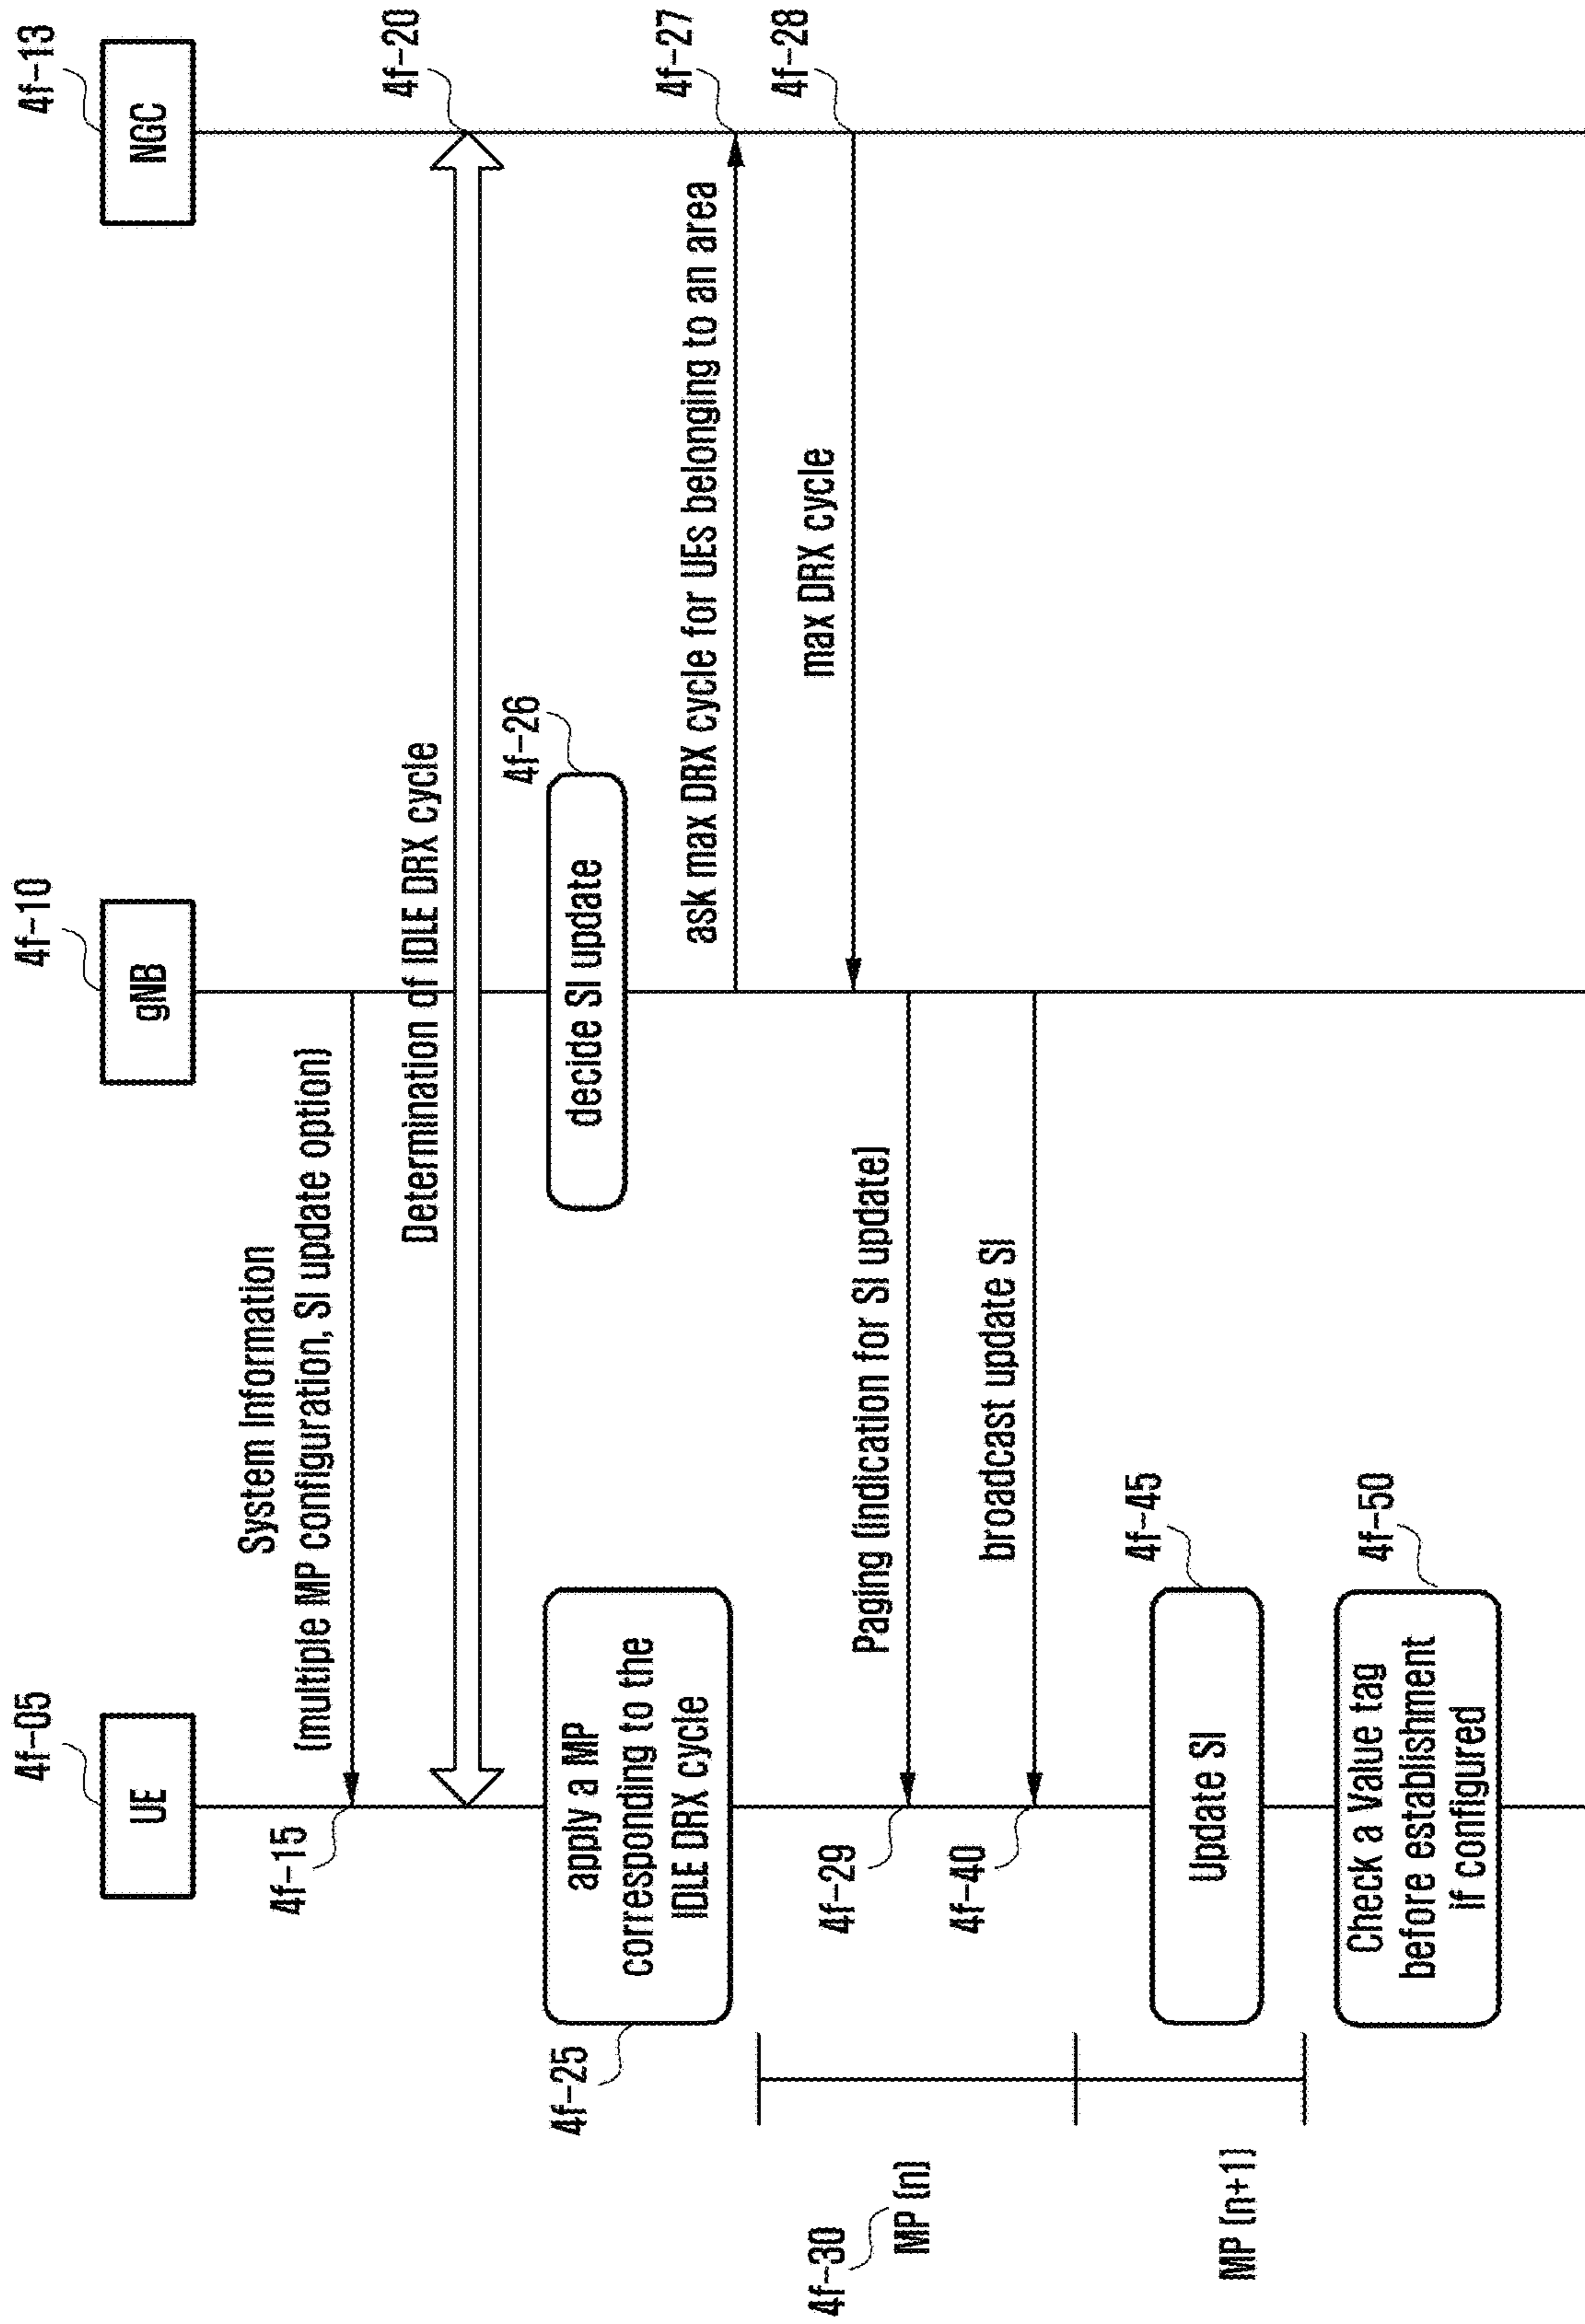 4f-05
UE
4f-10
gNB
4f-13
NGC
4f-15
System Information
(multiple MP configuration, SI update option)
4f-20
Determination of IDLE DRX cycle
4f-25
apply a MP
corresponding to the
IDLE DRX cycle
4f-26
decide SI update
4f-27
ask max DRX cycle for UEs belonging to an area
4f-28
max DRX cycle
4f-30
MP (n)
4f-29
Paging (indication for SI update)
4f-40
broadcast update SI
MP (n+1)
4f-45
Update SI
4f-50
Check a Value tag
before establishment
if configured